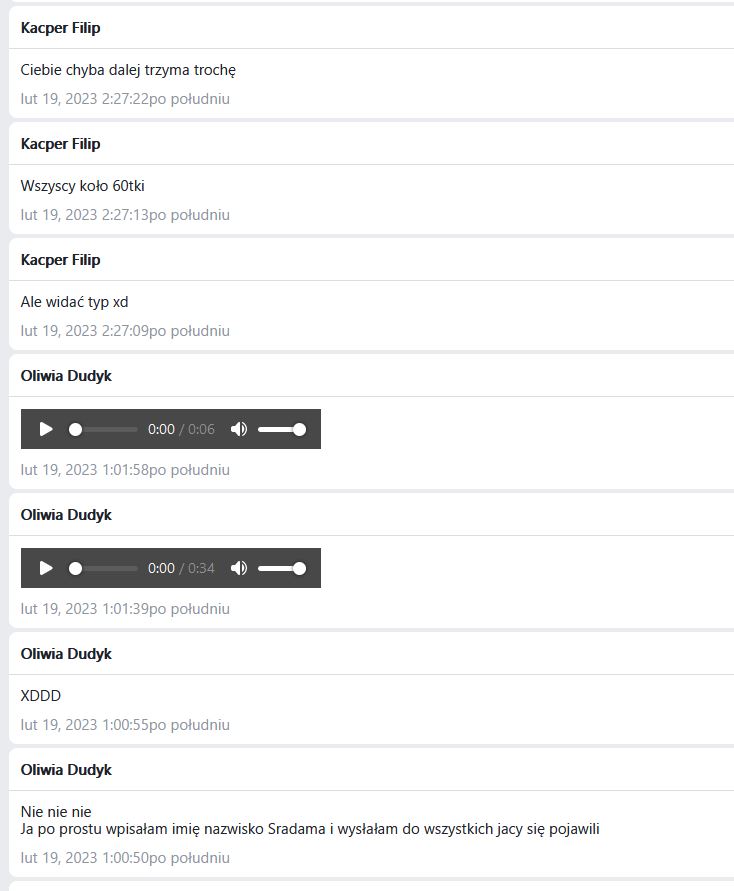 Kacper Filip
Ciebie chyba dalej trzyma trochę
lut 19, 2023 2:27:22po południu
Kacper Filip
Wszyscy koło 60tki
lut 19, 2023 2:27:13po południu
Kacper Filip
Ale widać typ xd
lut 19, 2023 2:27:09po południu
Oliwia Dudyk
0:00 / 0:06
lut 19, 2023 1:01:58po południu
Oliwia Dudyk
0:00 / 0:34
lut 19, 2023 1:01:39po południu
Oliwia Dudyk
XDDD
lut 19, 2023 1:00:55po południu
Oliwia Dudyk
Nie nie nie
Ja po prostu wpisałam imię nazwisko Sradama i wysłałam do wszystkich jacy się pojawili
lut 19, 2023 1:00:50po południu